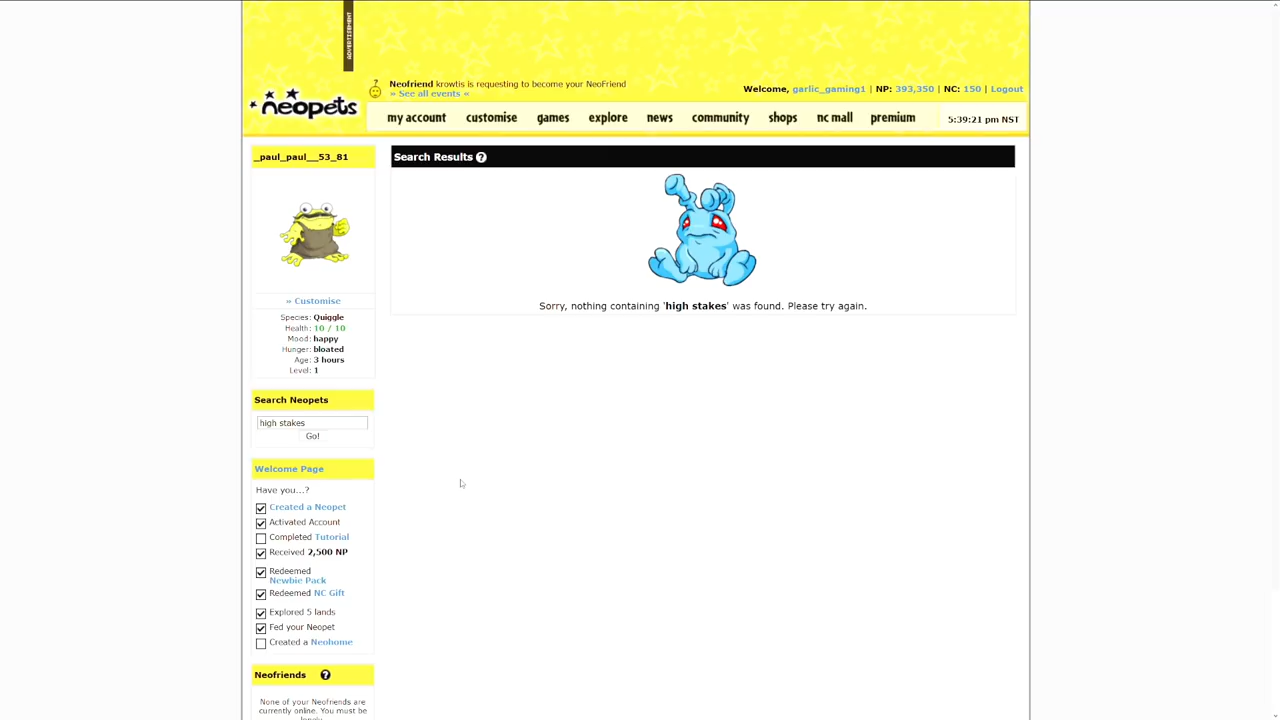 ADVERTISEMENT
Neofriend krowtis is requesting to become your NeoFriend
» See all events «
Welcome, garlic_gaming1 | NP: 393,350 | NC: 150 | Logout
neopets
my account customise games explore news community shops nc mall premium
5:39:21 pm NST
_paul_paul__53_81
» Customise
Species: Quiggle
Health: 10 / 10
Mood: happy
Hunger: bloated
Age: 3 hours
Level: 1
Search Neopets
high stakes
Go!
Welcome Page
Have you...?
Created a Neopet
Activated Account
Completed Tutorial
Received 2,500 NP
Redeemed
Newbie Pack
Redeemed NC Gift
Explored 5 lands
Fed your Neopet
Created a Neohome
Neofriends ?
None of your Neofriends are
currently online. You must be
Search Results ?
Sorry, nothing containing 'high stakes' was found. Please try again.